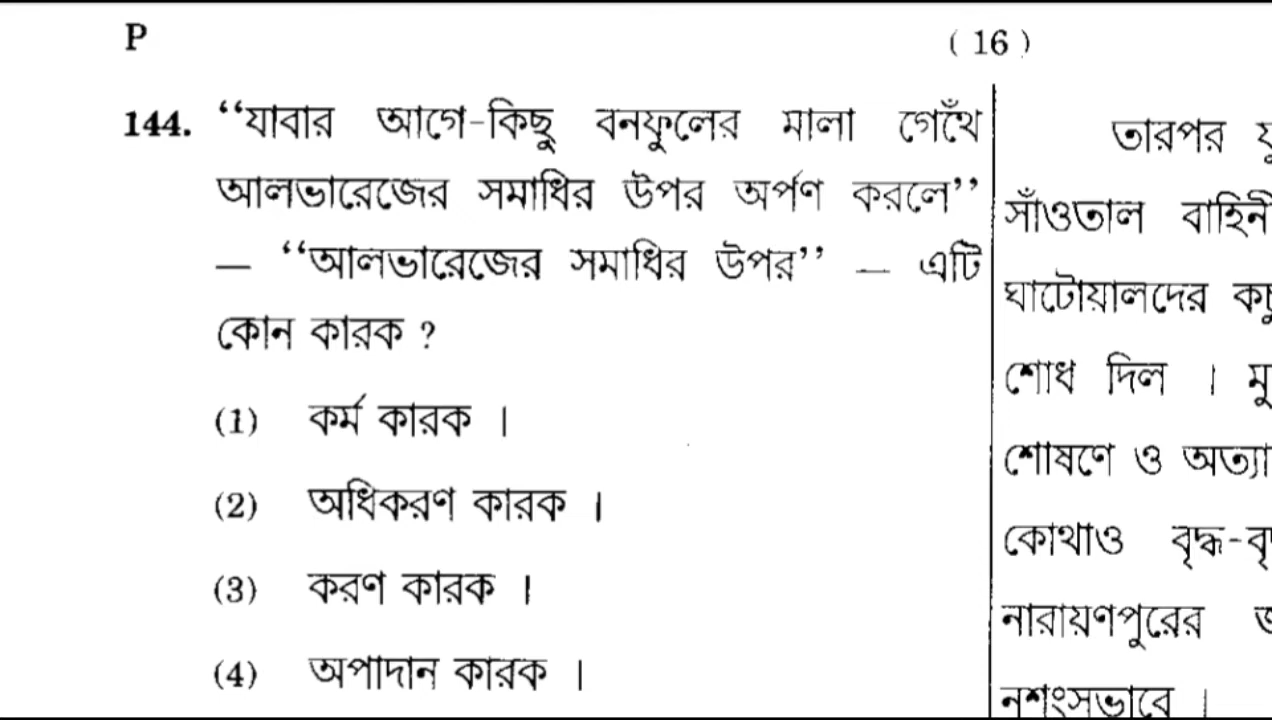 P
( 16 )
144. ‘‘যাবার আগে-কিছু বনফুলের মালা গেঁথে
আলভারেজের সমাধির উপর অর্পণ করলে’’
— ‘‘আলভারেজের সমাধির উপর’’ — এটি
কোন কারক ?
(1) কর্ম কারক ।
(2) অধিকরণ কারক ।
(3) করণ কারক ।
(4) অপাদান কারক ।
তারপর
সাঁওতাল বাহিনী
ঘাটোয়ালদের
শোধ দিল ।
শোষণে ও
কোথাও বৃদ্ধ-
নারায়ণপুরের
নৃশংসভাবে ।